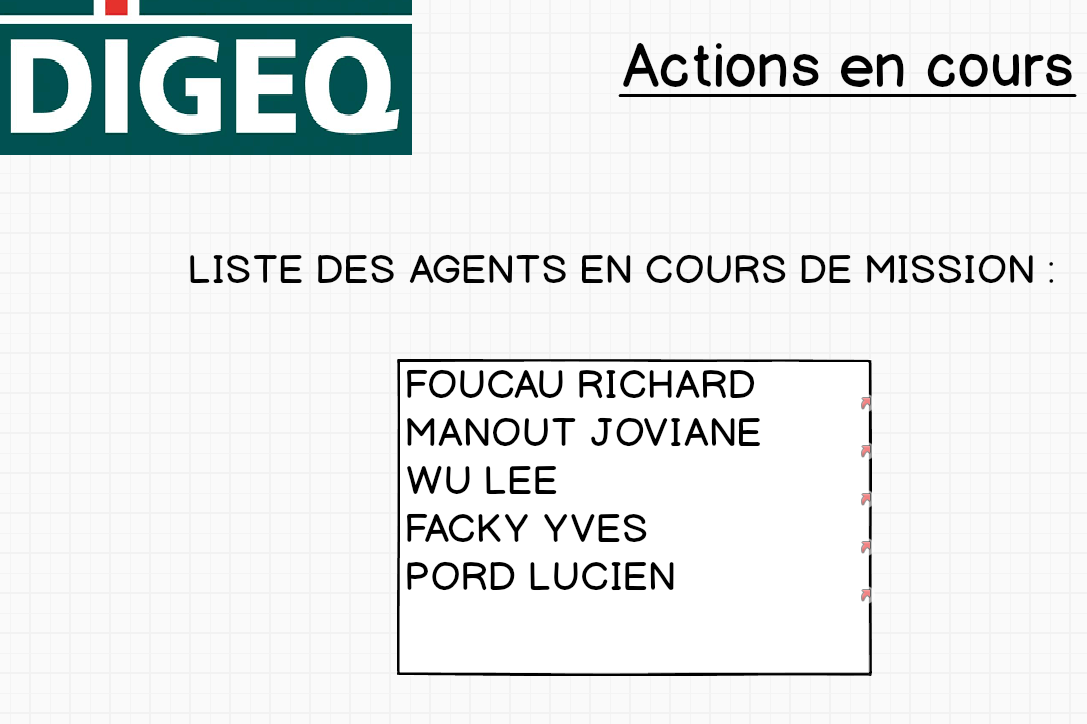 DIGEQ
Actions en cours
LISTE DES AGENTS EN COURS DE MISSION :
FOUCAU RICHARD
MANOUT JOVIANE
WU LEE
FACKY YVES
PORD LUCIEN